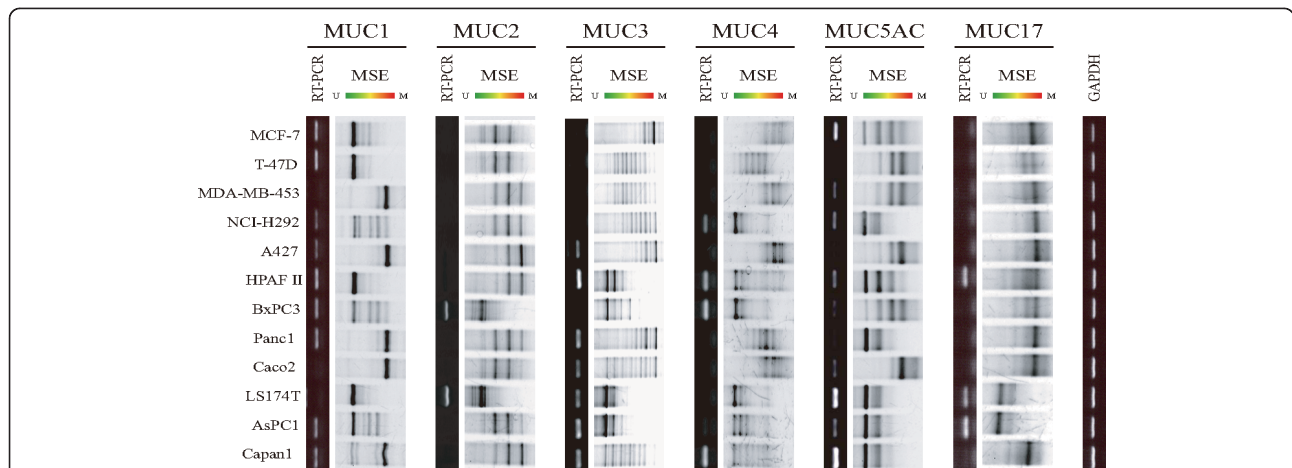 MUC1 MUC2 MUC3 MUC4 MUC5AC MUC17
RT-PCR MSE RT-PCR MSE RT-PCR MSE RT-PCR MSE RT-PCR MSE RT-PCR MSE GAPDH
U M U M U M U M U M U M
MCF-7
T-47D
MDA-MB-453
NCI-H292
A427
HPAF II
BxPC3
Panc1
Caco2
LS174T
AsPC1
Capan1